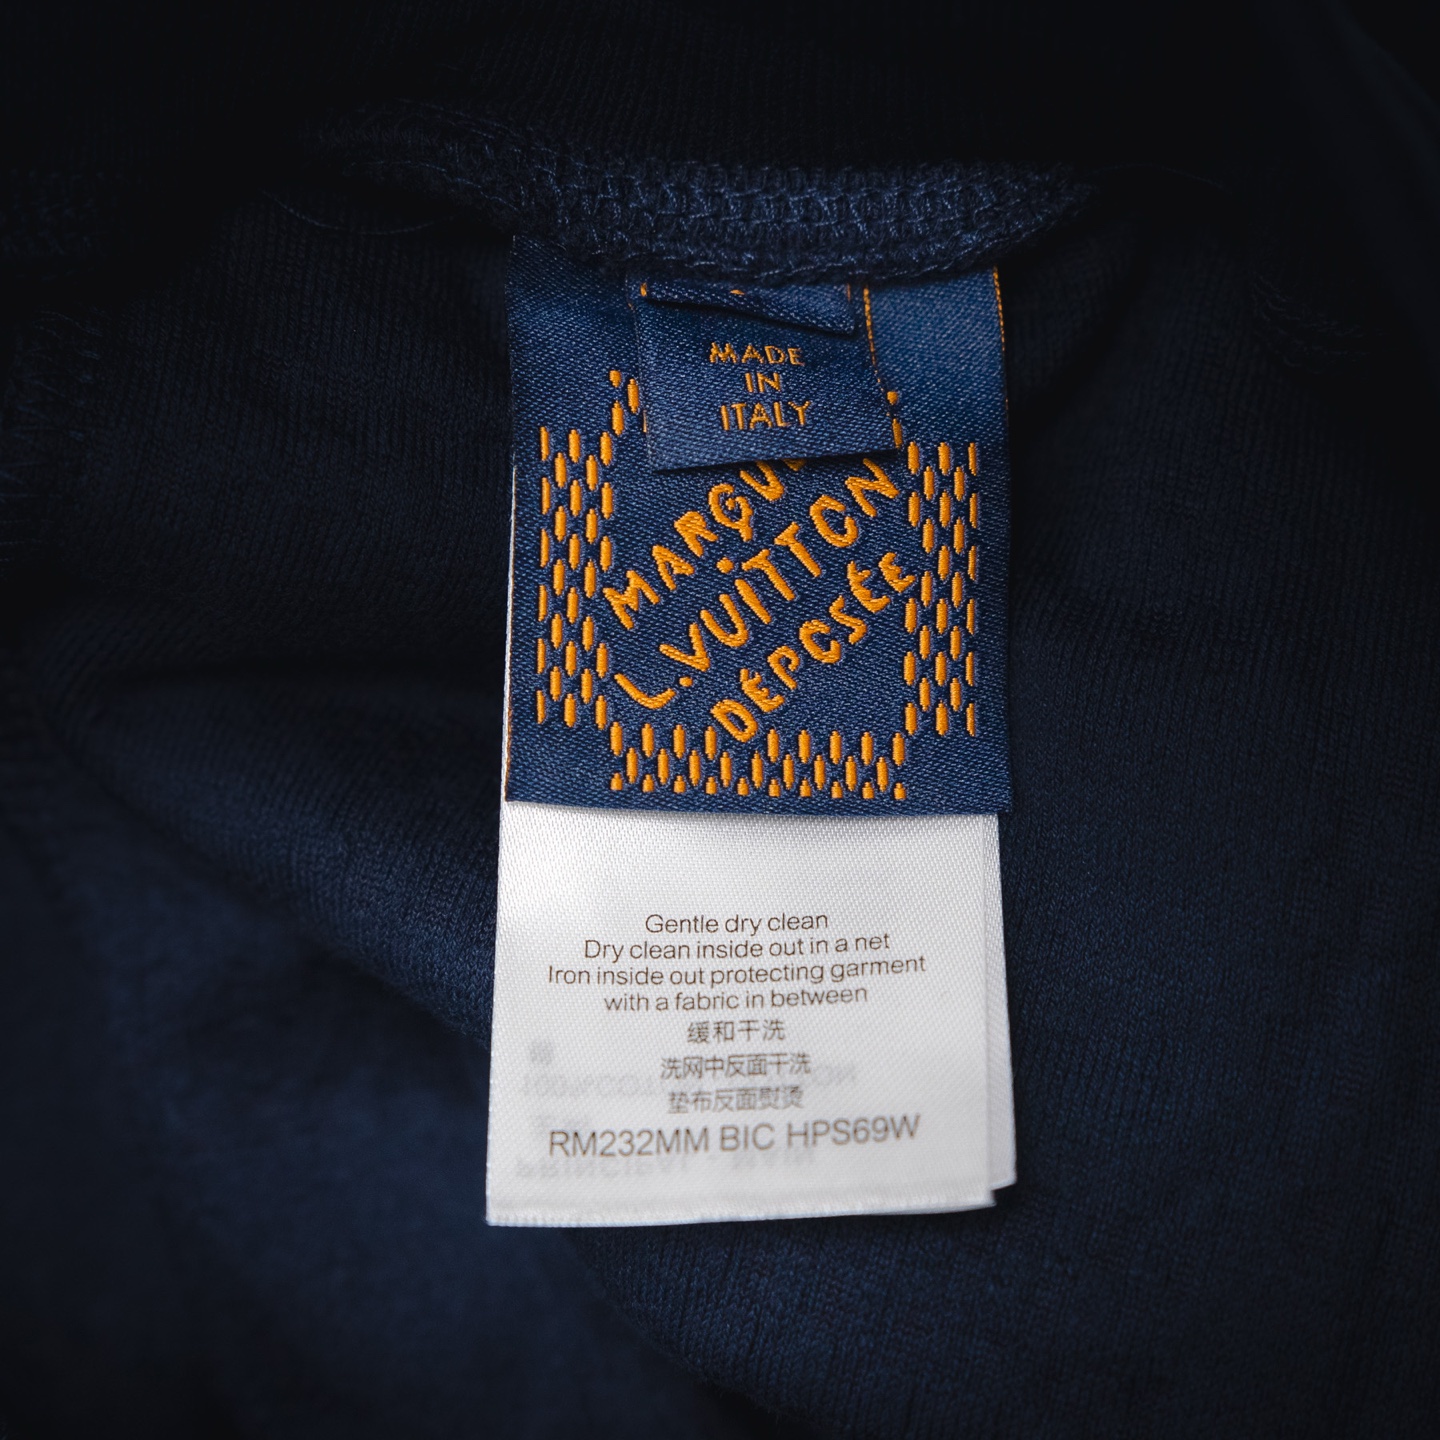 MADE
IN
ITALY
L.VUITTON
DÉPOSÉE
Gentle dry clean
Dry clean inside out in a net
Iron inside out protecting garment
with a fabric in between
缓和干洗
洗网中反面干洗
垫布反面熨烫
RM232MM BIC HPS69W